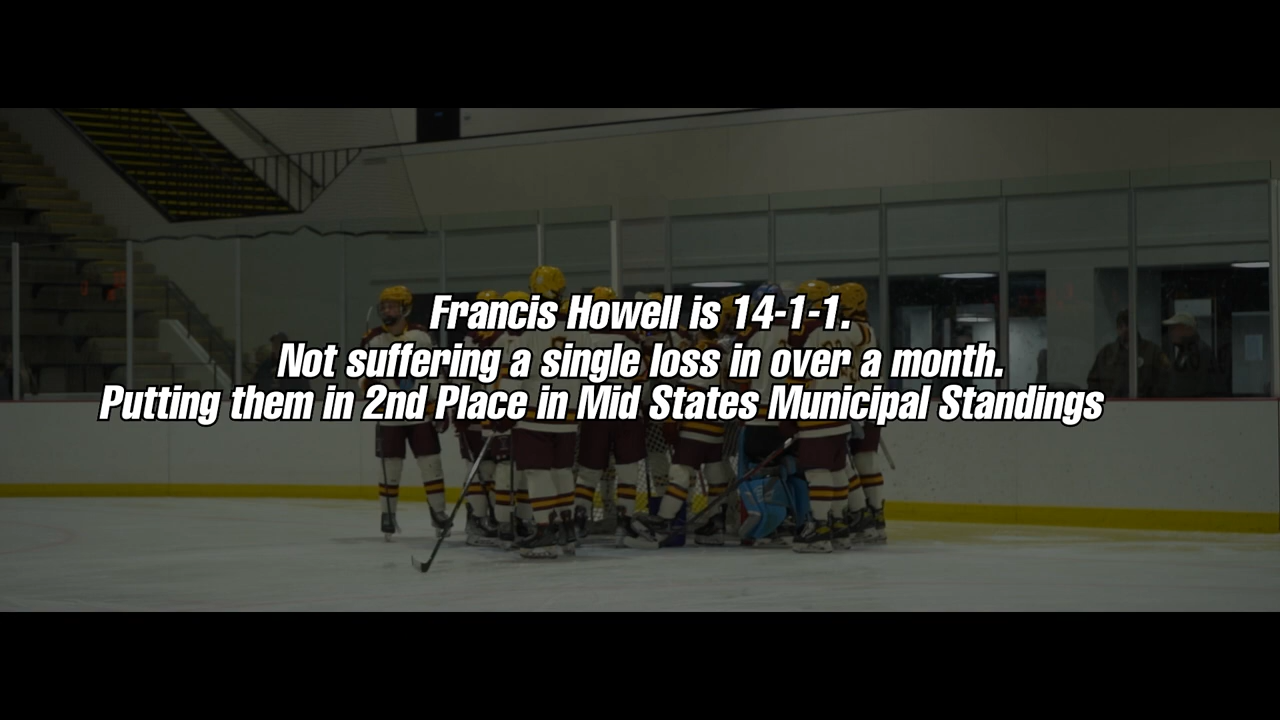 Francis Howell is 14-1-1.
Not suffering a single loss in over a month.
Putting them in 2nd Place in Mid States Municipal Standings